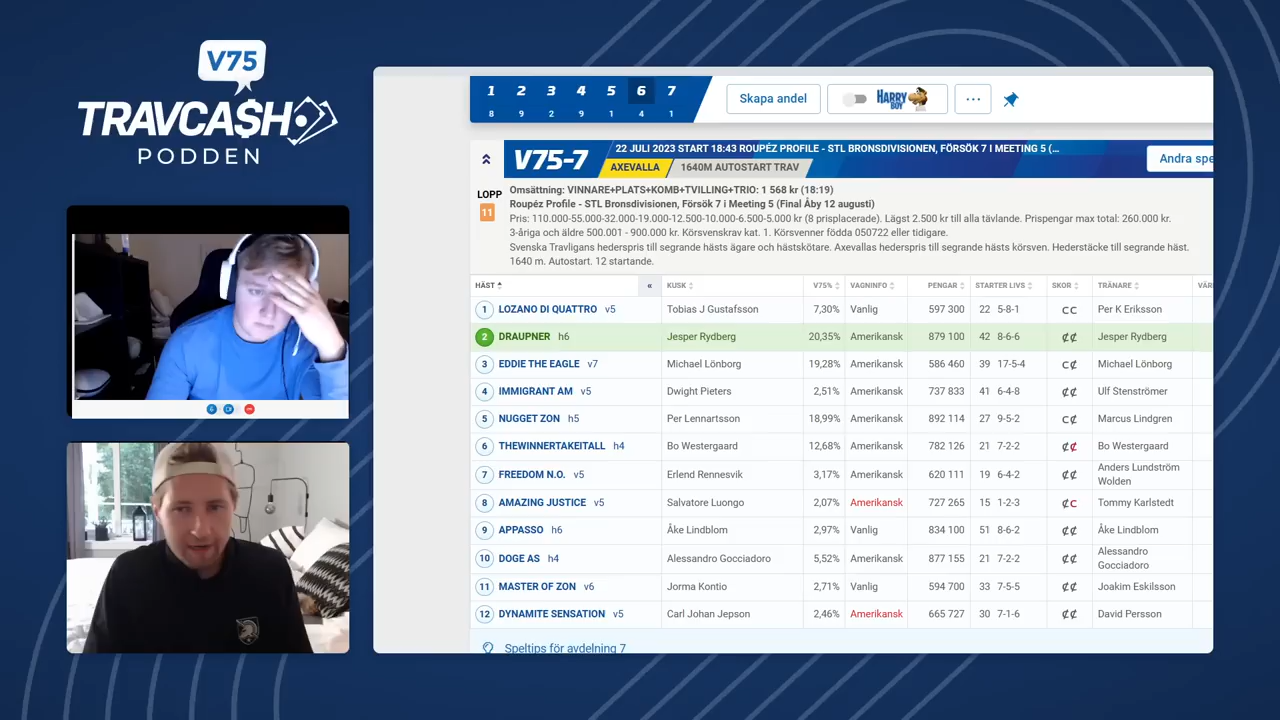 V75
TRAVCA$H
PODDEN
1 2 3 4 5 6 7
8 9 2 9 1 4 1
Skapa andel
HARRY BOY
...
V75-7
22 JULI 2023 START 18:43 ROUPÉZ PROFILE - STL BRONSDIVISIONEN, FÖRSÖK 7 I MEETING 5 (...
AXEVALLA
1640M AUTOSTART TRAV
Andra spe
LOPP
11
Omsättning: VINNARE+PLATS+KOMB+TVILLING+TRIO: 1 568 kr (18:19)
Roupéz Profile - STL Bronsdivisionen, Försök 7 i Meeting 5 (Final Åby 12 augusti)
Pris: 110.000-55.000-32.000-19.000-12.500-10.000-6.500-5.000 kr (8 prisplacerade). Lägst 2.500 kr till alla tävlande. Prispengar max total: 260.000 kr.
3-åriga och äldre 500.001 - 900.000 kr. Körsvenskrav kat. 1. Körsvenner födda 050722 eller tidigare.
Svenska Travligans hederspris till segrande hästs ägare och hästskötare. Axevallas hederspris till segrande hästs körsven. Hederstäcke till segrande häst.
1640 m. Autostart. 12 startande.
HÄST « KUSK V75% VAGNINFO PENGAR STARTER LIVS SKOR TRÄNARE VÄR
1 LOZANO DI QUATTRO v5 Tobias J Gustafsson 7,30% Vanlig 597 300 22 5-8-1 C C Per K Eriksson
2 DRAUPNER h6 Jesper Rydberg 20,35% Amerikansk 879 100 42 8-6-6 ¢ ¢ Jesper Rydberg
3 EDDIE THE EAGLE v7 Michael Lönborg 19,28% Amerikansk 586 460 39 17-5-4 C ¢ Michael Lönborg
4 IMMIGRANT AM v5 Dwight Pieters 2,51% Amerikansk 737 833 41 6-4-8 ¢ ¢ Ulf Stenströmer
5 NUGGET ZON h5 Per Lennartsson 18,99% Amerikansk 892 114 27 9-5-2 C ¢ Marcus Lindgren
6 THEWINNERTAKEITALL h4 Bo Westergaard 12,68% Amerikansk 782 126 21 7-2-2 ¢ ¢ Bo Westergaard
7 FREEDOM N.O. v5 Erlend Rennesvik 3,17% Amerikansk 620 111 19 6-4-2 ¢ ¢ Anders Lundström Wolden
8 AMAZING JUSTICE v5 Salvatore Luongo 2,07% Amerikansk 727 265 15 1-2-3 ¢ C Tommy Karlstedt
9 APPASSO h6 Åke Lindblom 2,97% Vanlig 834 100 51 8-6-2 ¢ ¢ Åke Lindblom
10 DOGE AS h4 Alessandro Gocciadoro 5,52% Amerikansk 877 155 21 7-2-2 ¢ ¢ Alessandro Gocciadoro
11 MASTER OF ZON v6 Jorma Kontio 2,71% Vanlig 594 700 33 7-5-5 ¢ ¢ Joakim Eskilsson
12 DYNAMITE SENSATION v5 Carl Johan Jepson 2,46% Amerikansk 665 727 30 7-1-6 ¢ ¢ David Persson
Speltips för avdelning 7